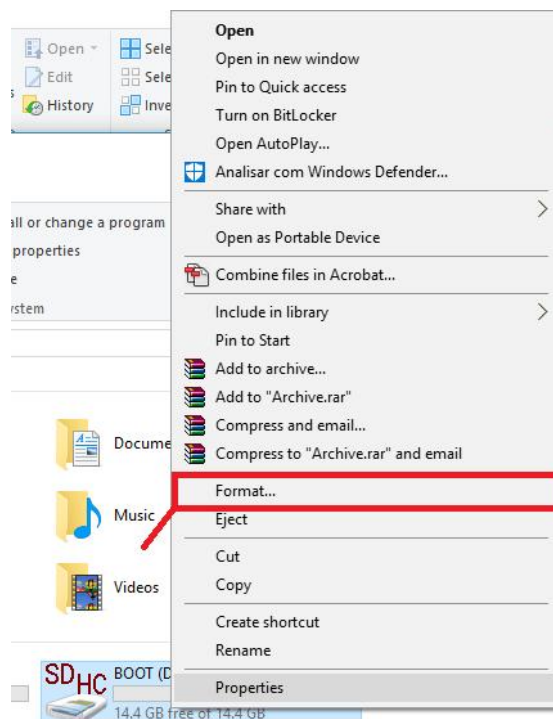 Open
Edit
History
Sele
Sele
Inve
all or change a program
properties
e
ystem
Docume
Music
Videos
SDHC
BOOT (D
14.4 GB free of 14.4 GB
Open
Open in new window
Pin to Quick access
Turn on BitLocker
Open AutoPlay...
Analisar com Windows Defender...
Share with
Open as Portable Device
Combine files in Acrobat...
Include in library
Pin to Start
Add to archive...
Add to "Archive.rar"
Compress and email...
Compress to "Archive.rar" and email
Format...
Eject
Cut
Copy
Create shortcut
Rename
Properties